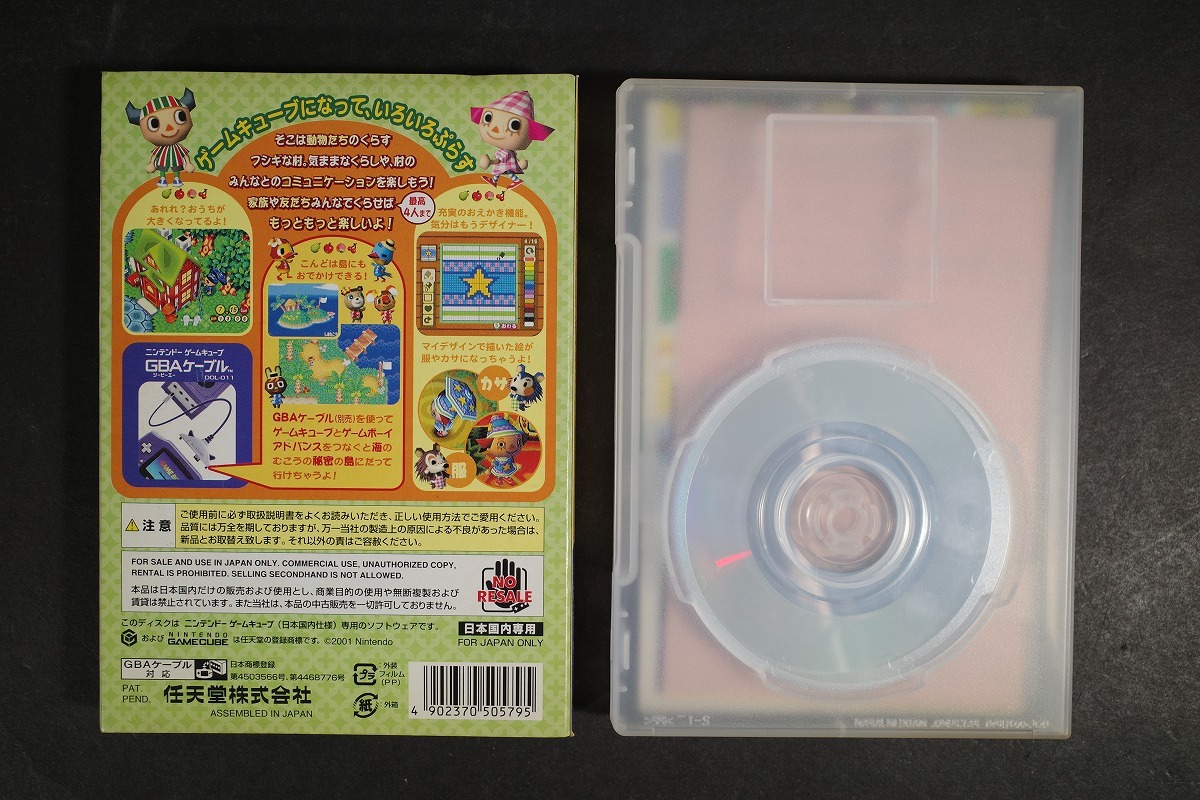 ゲームキューブになって、いろいろぷらす
そこは動物たちのくらす
フシギな村。気ままなくらしや、村の
みんなとのコミュニケーションを楽しもう!
家族や友だちみんなでくらせば
もっともっと楽しいよ!
最高
4人まで
あれれ?おうちが
大きくなってるよ!
こんどは島にも
おでかけできる!
充実のおえかき機能。
気分はもうデザイナー!
4/16
おわる
マイデザインで描いた絵が
服やカサになっちゃうよ!
カサ
服
ニンテンドー ゲームキューブ
GBAケーブル™
ジービーエー
DOL-011
GBAケーブル(別売)を使って
ゲームキューブとゲームボーイ
アドバンスをつなぐと海の
むこうの秘密の島にだって
行けちゃうよ!
注意
ご使用前に必ず取扱説明書をよくお読みいただき、正しい使用方法でご愛用ください。
品質には万全を期しておりますが、万一当社の製造上の原因による不良があった場合は、
新品とお取替え致します。それ以外の責はご容赦ください。
FOR SALE AND USE IN JAPAN ONLY. COMMERCIAL USE, UNAUTHORIZED COPY,
RENTAL IS PROHIBITED. SELLING SECONDHAND IS NOT ALLOWED.
本品は日本国内だけの販売および使用とし、商業目的の使用や無断複製および
賃貸は禁止されています。また当社は、本品の中古販売を一切許可しておりません。
NO
RESALE
このディスクは ニンテンドー ゲームキューブ (日本国内仕様) 専用のソフトウェアです。
および NINTENDO GAMECUBE は任天堂の登録商標です。©2001 Nintendo
日本国内専用
FOR JAPAN ONLY
GBAケーブル
対応
日本商標登録
第4503566号、第4468776号
PAT.
PEND.
任天堂株式会社
ASSEMBLED IN JAPAN
プラ
:外装
フィルム
(PP)
紙
:外箱
4 902370 505795